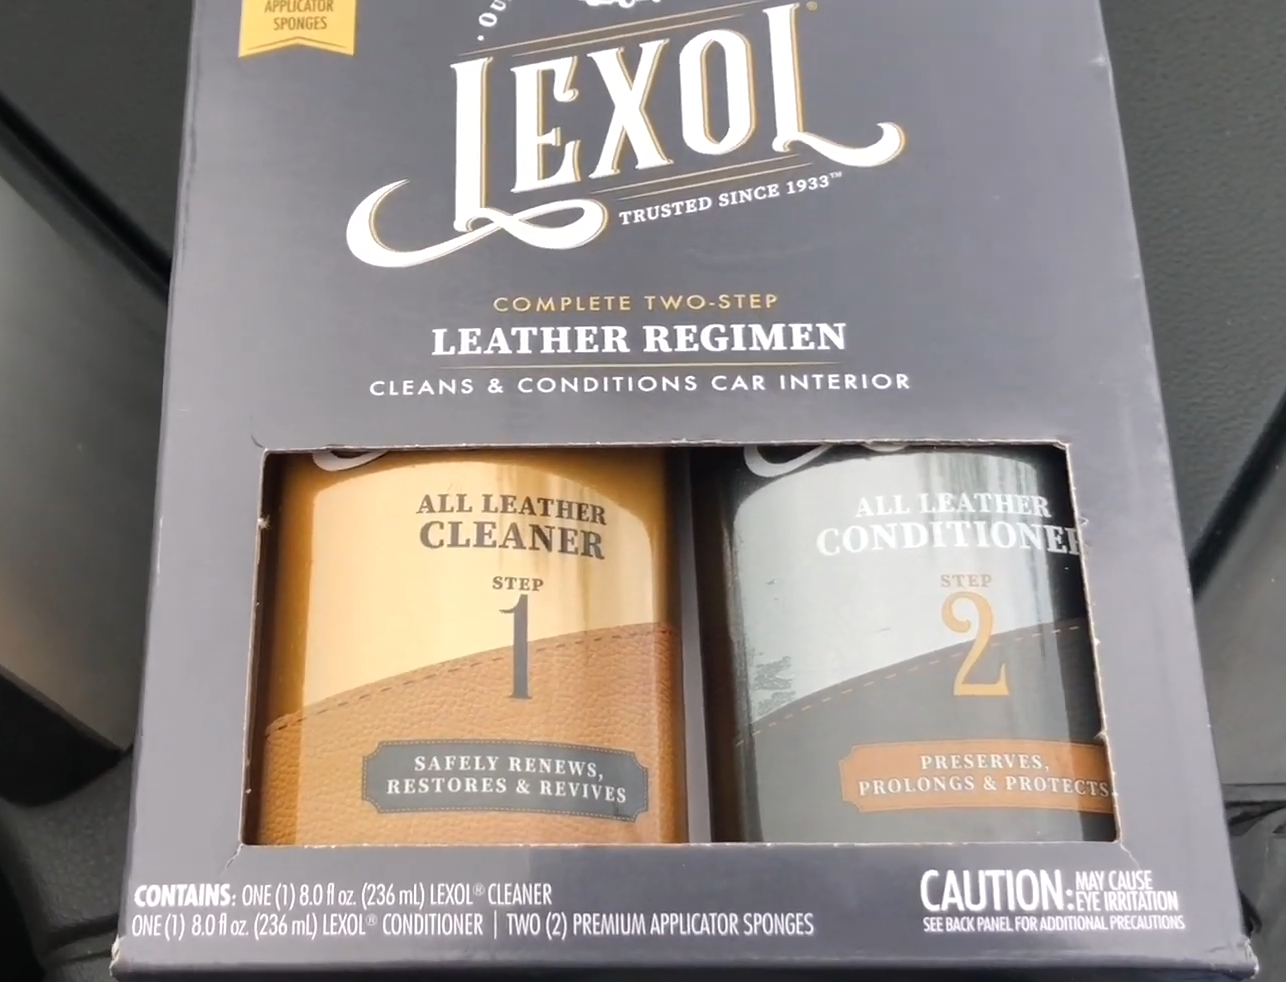 APPLICATOR
SPONGES
LEXOL®
TRUSTED SINCE 1933™
COMPLETE TWO-STEP
LEATHER REGIMEN
CLEANS & CONDITIONS CAR INTERIOR
ALL LEATHER
CLEANER
STEP
1
SAFELY RENEWS,
RESTORES & REVIVES
ALL LEATHER
CONDITIONER
STEP
2
PRESERVES,
PROLONGS & PROTECTS
CONTAINS: ONE (1) 8.0 fl oz. (236 mL) LEXOL® CLEANER
ONE (1) 8.0 fl oz. (236 mL) LEXOL® CONDITIONER | TWO (2) PREMIUM APPLICATOR SPONGES
CAUTION: MAY CAUSE
EYE IRRITATION
SEE BACK PANEL FOR ADDITIONAL PRECAUTIONS